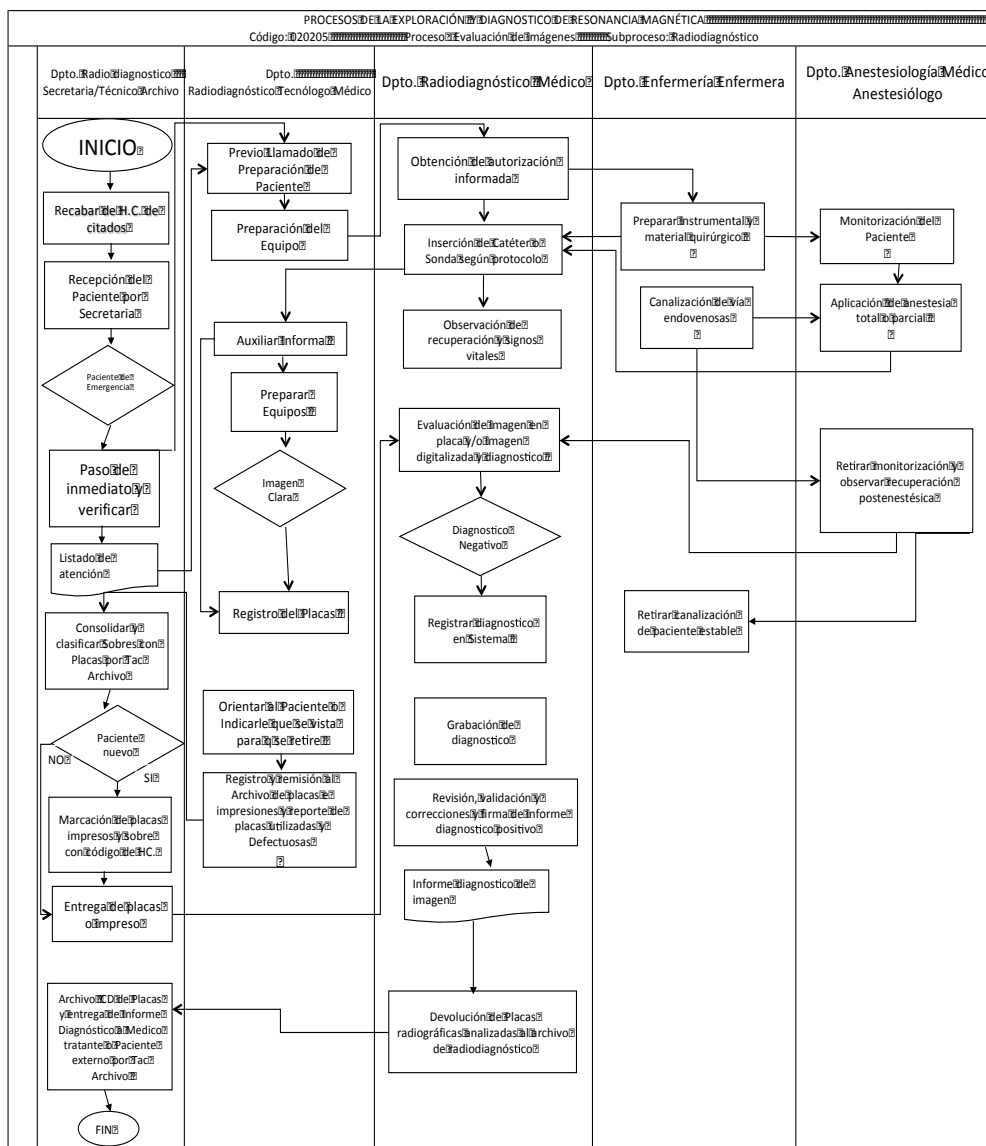 PROCESOS DE LA EXPLORACIÓN Y DIAGNOSTICO DE RESONANCIA MAGNÉTICA
Código: 020205 Proceso: Evaluación de Imágenes Subproceso: Radiodiagnóstico
Dpto. Radio diagnostico
Secretaria/Técnico Archivo
Dpto.
Radiodiagnóstico Tecnólogo Médico
Dpto. Radiodiagnóstico Médico
Dpto. Enfermería Enfermera
Dpto. Anestesiología Médico
Anestesiólogo
INICIO
Recabar de H.C. de
citados
Recepción del
Paciente por
Secretaria
Paciente de
Emergencia
Paso de
inmediato y
verificar
Listado de
atención
Consolidar y
clasificar Sobres con
Placas por Tac
Archivo
Paciente
nuevo
NO
SI
Marcación de placas
impresos y sobre
con código de HC.
Entrega de placas
o impreso
Archivo CD de Placas
y entrega de Informe
Diagnóstico a Medico
tratante o Paciente
externo por Tac
Archivo
FIN
Previo Llamado de
Preparación de
Paciente
Preparación del
Equipo
Auxiliar Informa
Preparar
Equipos
Imagen
Clara
Registro del Placas
Orientar al Paciente o
Indicarle que se vista
para q se retire
Registro y remisión al
Archivo de placas e
impresiones y reporte de
placas utilizadas y
Defectuosas
Obtención de autorización
informada
Inserción de Catéter o
Sonda según protocolo
Observación de
recuperación y signos
vitales
Evaluación de Imagen en
placa y/o Imagen
digitalizada y diagnostico
Diagnostico
Negativo
Registrar diagnostico
en Sistema
Grabación de
diagnostico
Revisión, validación y
correcciones y firma de Informe
diagnostico positivo
Informe diagnostico de
imagen
Devolución de Placas
radiográficas analizadas al archivo
de radiodiagnóstico
Preparar Instrumental y
material quirúrgico
Canalización de vía
endovenosas
Retirar canalización
de paciente estable
Monitorización del
Paciente
Aplicación de anestesia
total o parcial
Retirar monitorización y
observar recuperación
postenestésica